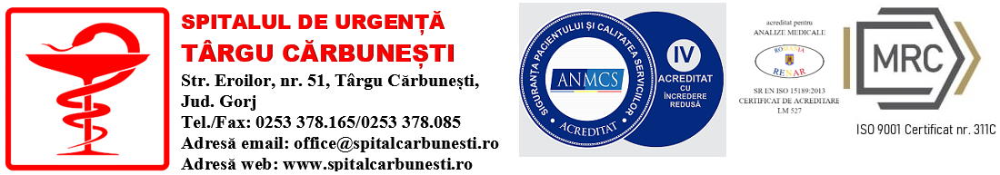 SPITALUL DE URGENȚĂ
TÂRGU CĂRBUNEȘTI
Str. Eroilor, nr. 51, Târgu Cărbunești,
Jud. Gorj
Tel./Fax: 0253 378.165/0253 378.085
Adresă email: office@spitalcarbunesti.ro
Adresă web: www.spitalcarbunesti.ro
SIGURANȚA PACIENTULUI ȘI CALITATEA SERVICIILOR
ANMCS
• ACREDITAT •
IV
ACREDITAT
CU
ÎNCREDERE
REDUSĂ
acreditat pentru
ANALIZE MEDICALE
ROMANIA
RENAR
SR EN ISO 15189:2013
CERTIFICAT DE ACREDITARE
LM 527
MRC
ISO 9001 Certificat nr. 311C